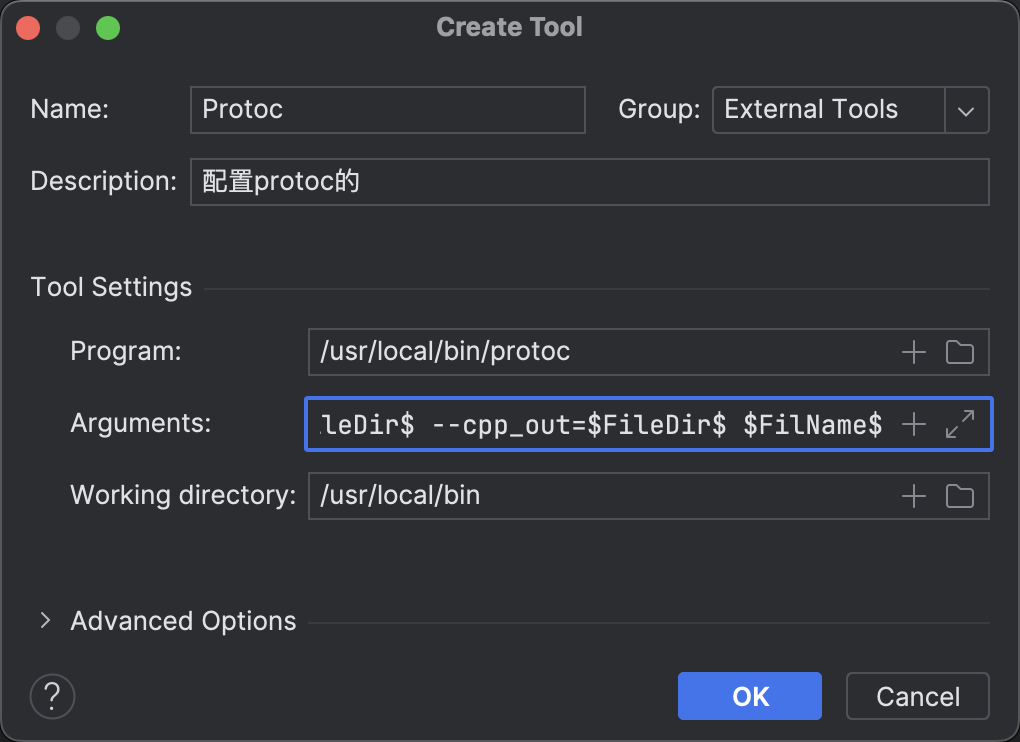 Create Tool
Name: Protoc Group: External Tools
Description: 配置protoc的
Tool Settings
Program: /usr/local/bin/protoc
Arguments: leDir$ --cpp_out=$FileDir$ $FilName$
Working directory: /usr/local/bin
Advanced Options
? OK Cancel